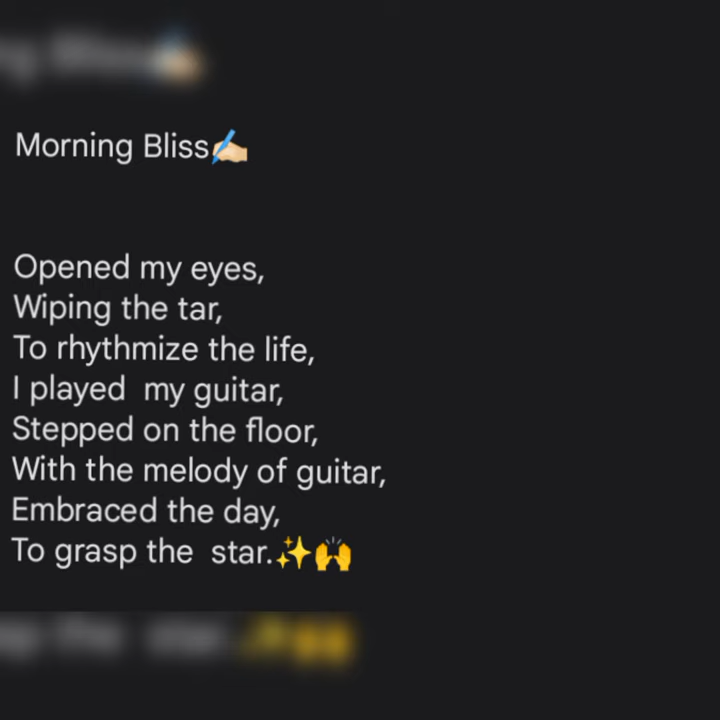 Morning Bliss✍🏻
Opened my eyes,
Wiping the tar,
To rhythmize the life,
I played  my guitar,
Stepped on the floor,
With the melody of guitar,
Embraced the day,
To grasp the  star.✨🙌